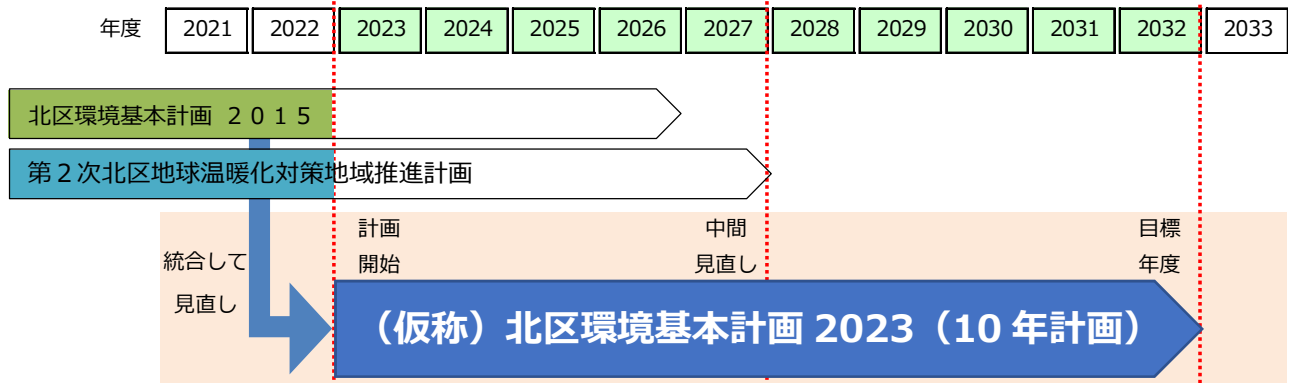 年度 2021 2022 2023 2024 2025 2026 2027 2028 2029 2030 2031 2032 2033
北区環境基本計画 ２０１５
第２次北区地球温暖化対策地域推進計画
統合して
見直し
計画
開始
中間
見直し
目標
年度
（仮称）北区環境基本計画 2023（10 年計画）